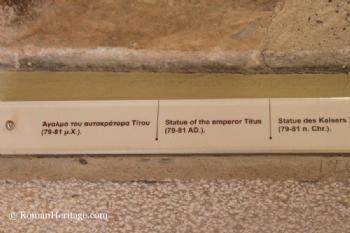 Άγαλμα του αυτοκράτορα Τίτου
(79-81 μ.Χ.).
Statue of the emperor Titus
(79-81 AD.).
Statue des Kaisers
(79-81 n. Chr.).
© RomanHeritage.com